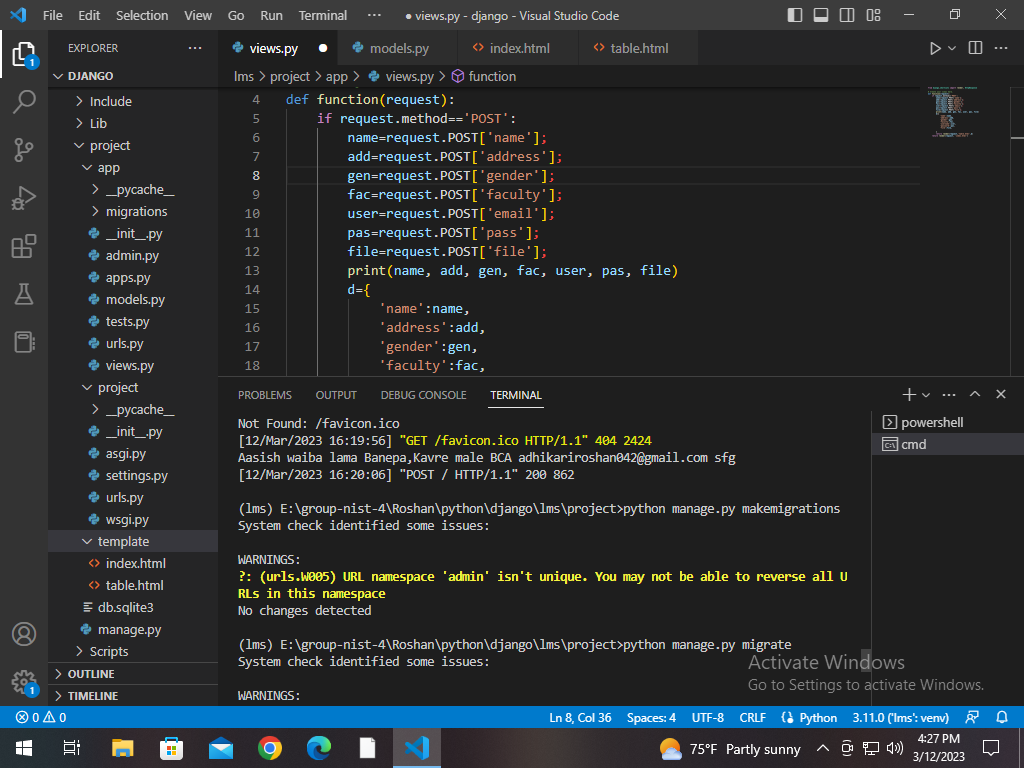 File Edit Selection View Go Run Terminal ··· ● views.py - django - Visual Studio Code
EXPLORER ···
views.py ● models.py index.html table.html
DJANGO
lms > project > app > views.py > function
Include
Lib
project
app
__pycache__
migrations
__init__.py
admin.py
apps.py
models.py
tests.py
urls.py
views.py
project
__pycache__
__init__.py
asgi.py
settings.py
urls.py
wsgi.py
template
index.html
table.html
db.sqlite3
manage.py
Scripts
OUTLINE
TIMELINE
4 def function(request):
5 if request.method=='POST':
6 name=request.POST['name'];
7 add=request.POST['address'];
8 gen=request.POST['gender'];
9 fac=request.POST['faculty'];
10 user=request.POST['email'];
11 pas=request.POST['pass'];
12 file=request.POST['file'];
13 print(name, add, gen, fac, user, pas, file)
14 d={
15 'name':name,
16 'address':add,
17 'gender':gen,
18 'faculty':fac,
PROBLEMS OUTPUT DEBUG CONSOLE TERMINAL
powershell
cmd
Not Found: /favicon.ico
[12/Mar/2023 16:19:56] "GET /favicon.ico HTTP/1.1" 404 2424
Aasish waiba lama Banepa,Kavre male BCA adhikariroshan042@gmail.com sfg
[12/Mar/2023 16:20:06] "POST / HTTP/1.1" 200 862
(lms) E:\group-nist-4\Roshan\python\django\lms\project>python manage.py makemigrations
System check identified some issues:
WARNINGS:
?: (urls.W005) URL namespace 'admin' isn't unique. You may not be able to reverse all U
RLs in this namespace
No changes detected
(lms) E:\group-nist-4\Roshan\python\django\lms\project>python manage.py migrate
System check identified some issues:
WARNINGS:
Activate Windows
Go to Settings to activate Windows.
1
1
0 0 Ln 8, Col 36 Spaces: 4 UTF-8 CRLF Python 3.11.0 ('lms': venv)
75°F Partly sunny
4:27 PM
3/12/2023